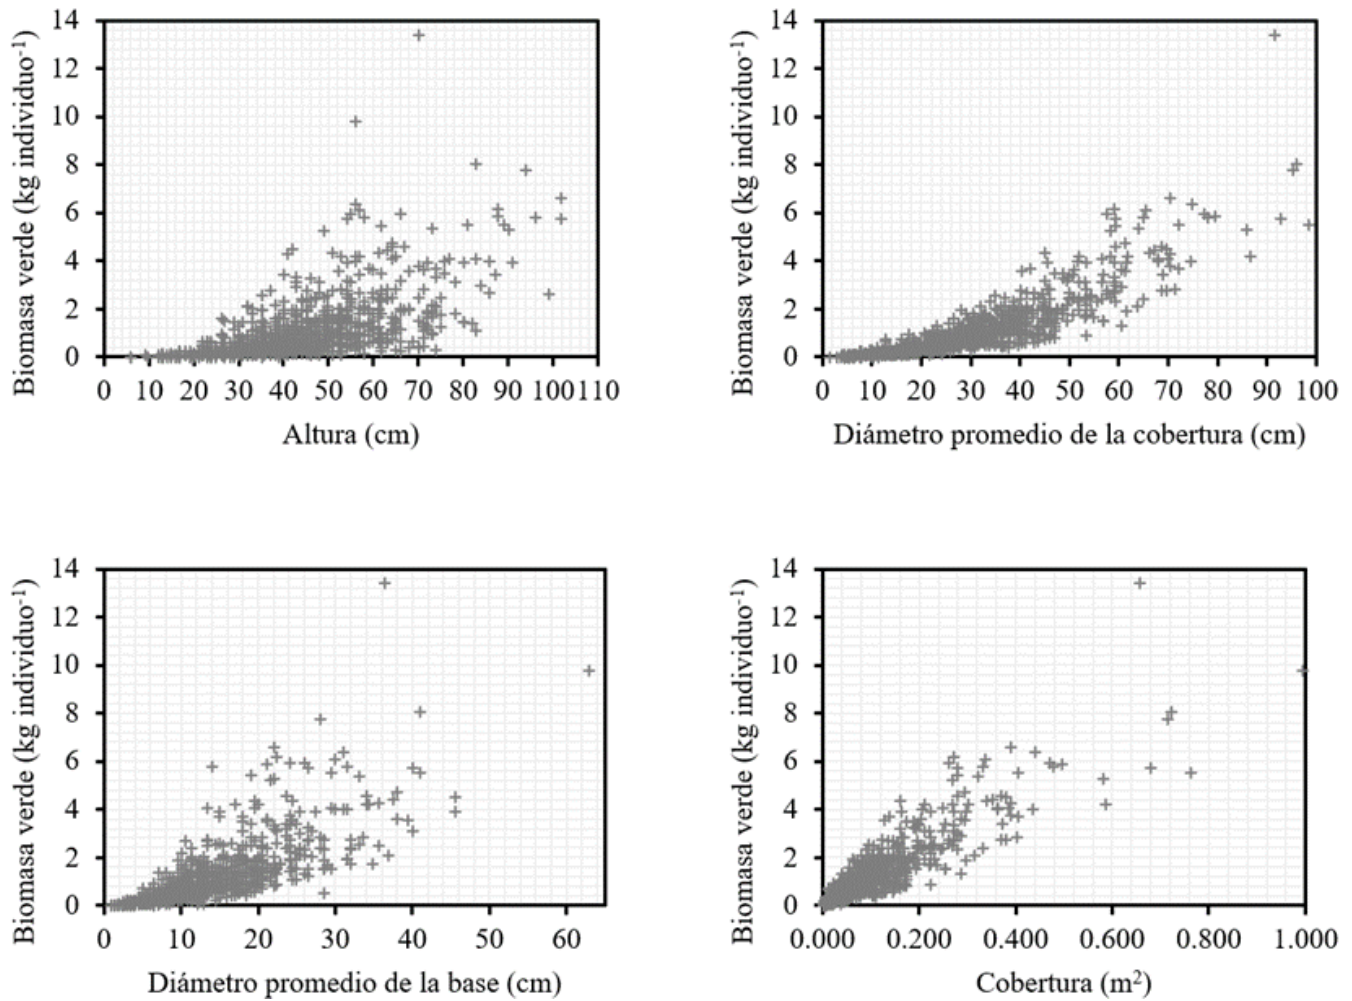 14
12
10
8
6
4
2
0
Biomasa verde (kg individuo-1)
0 10 20 30 40 50 60 70 80 90 100 110
Altura (cm)
14
12
10
8
6
4
2
0
Biomasa verde (kg individuo-1)
0 10 20 30 40 50 60 70 80 90 100
Diámetro promedio de la cobertura (cm)
14
12
10
8
6
4
2
0
Biomasa verde (kg individuo-1)
0 10 20 30 40 50 60
Diámetro promedio de la base (cm)
14
12
10
8
6
4
2
0
Biomasa verde (kg individuo-1)
0.000 0.200 0.400 0.600 0.800 1.000
Cobertura (m2)